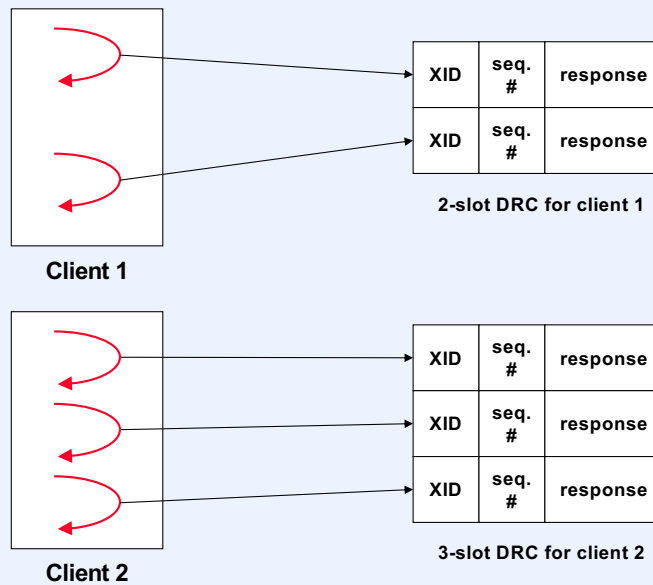 XID seq. # response
XID seq. # response
2-slot DRC for client 1
Client 1
XID seq. # response
XID seq. # response
XID seq. # response
3-slot DRC for client 2
Client 2